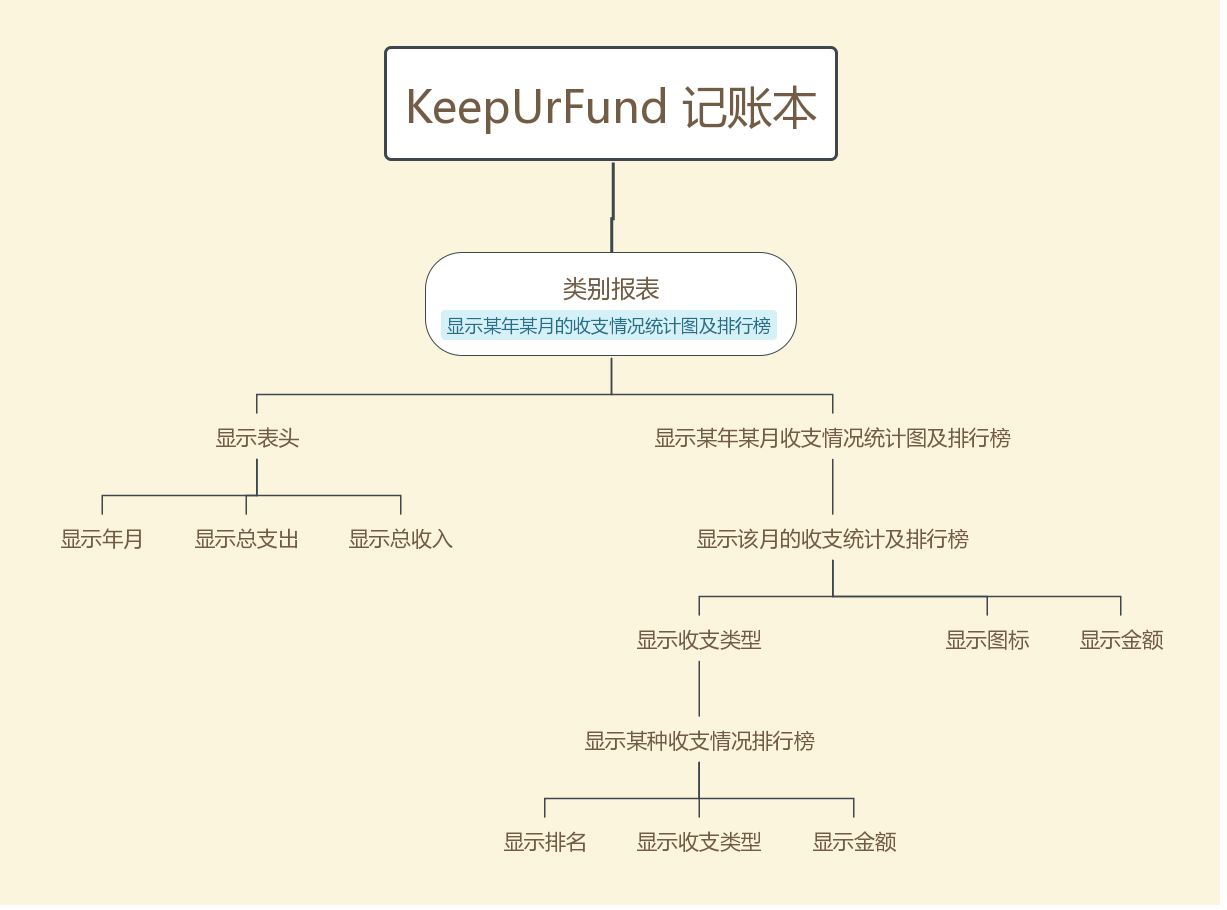 KeepUrFund 记账本
类别报表
显示某年某月的收支情况统计图及排行榜
显示表头
显示某年某月收支情况统计图及排行榜
显示年月
显示总支出
显示总收入
显示该月的收支统计及排行榜
显示收支类型
显示图标
显示金额
显示某种收支情况排行榜
显示排名
显示收支类型
显示金额